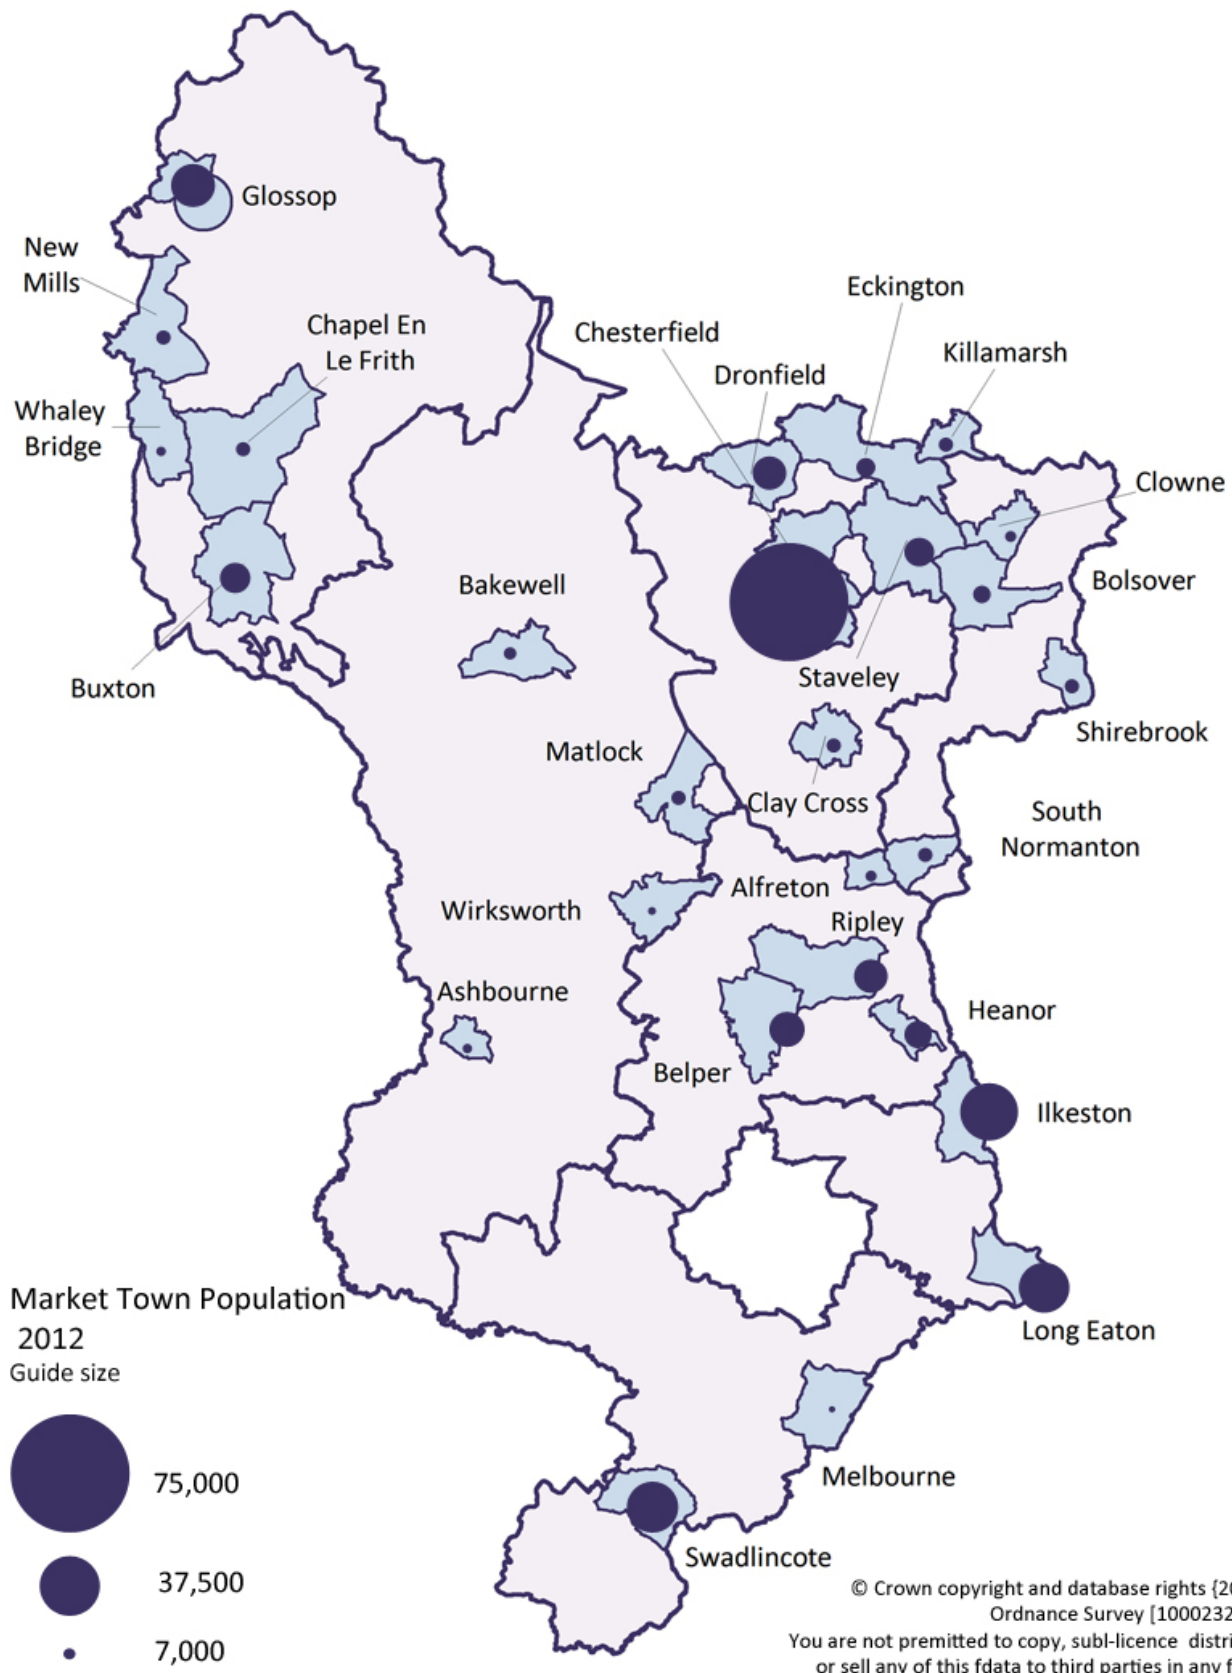 Glossop
New
Mills
Eckington
Chapel En
Le Frith
Chesterfield
Killamarsh
Dronfield
Whaley
Bridge
Clowne
Bolsover
Bakewell
Staveley
Buxton
Shirebrook
Matlock
Clay Cross
South
Normanton
Alfreton
Wirksworth
Ripley
Ashbourne
Heanor
Belper
Ilkeston
Long Eaton
Market Town Population
2012
Guide size
75,000
37,500
7,000
Melbourne
Swadlincote
© Crown copyright and database rights {20
Ordnance Survey [1000232
You are not premitted to copy, subl-licence distri
or sell any of this fdata to third parties in any f